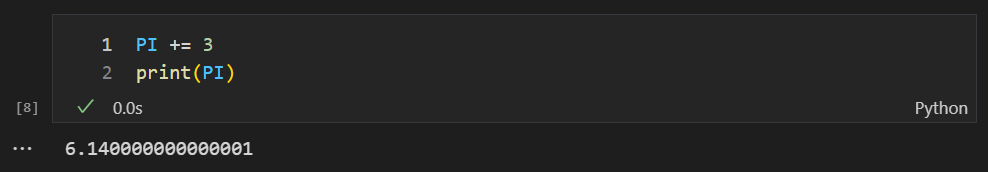 1 PI += 3
2 print(PI)
[8] ✓ 0.0s Python
... 6.140000000000001